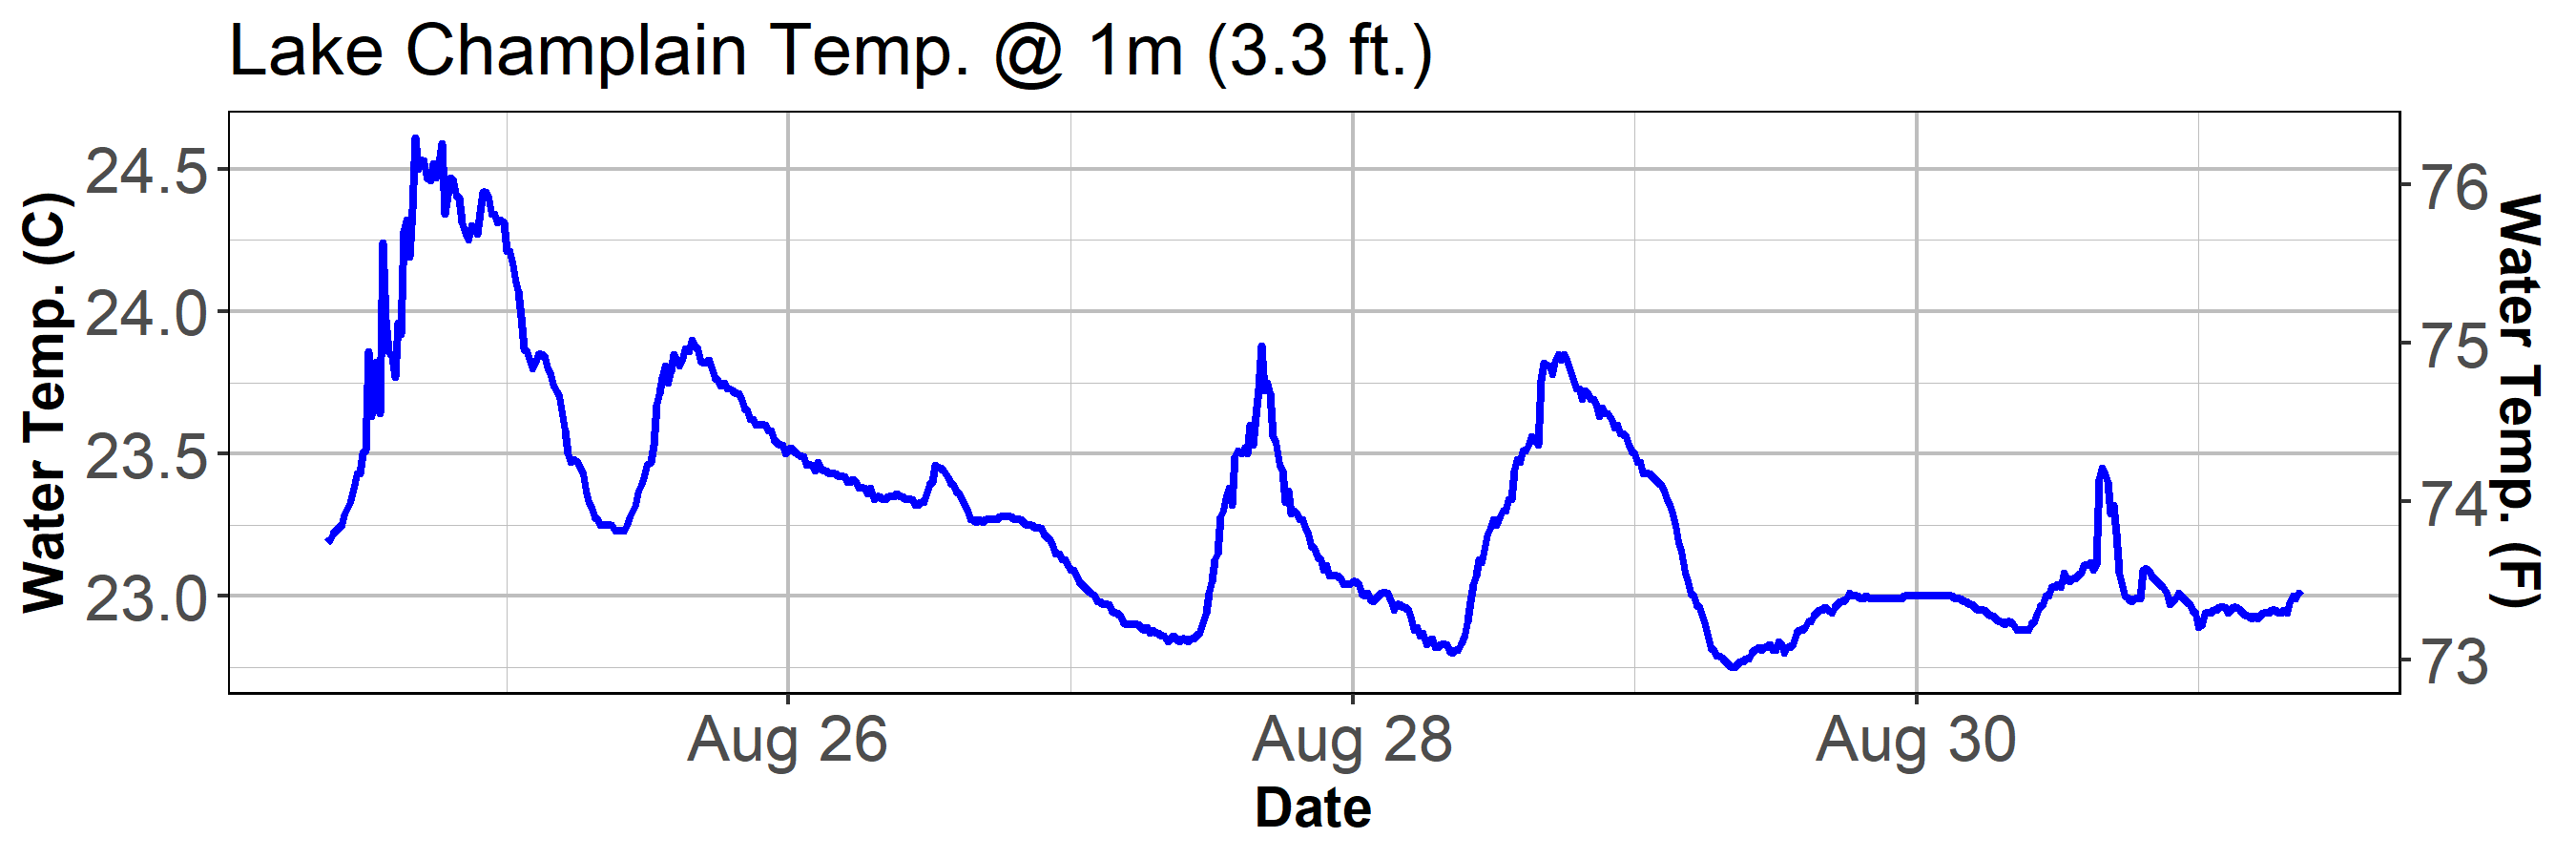 Lake Champlain Temp. @ 1m (3.3 ft.)
Water Temp. (C)
24.5
24.0
23.5
23.0
76
75
74
73
Water Temp. (F)
Aug 26
Aug 28
Aug 30
Date